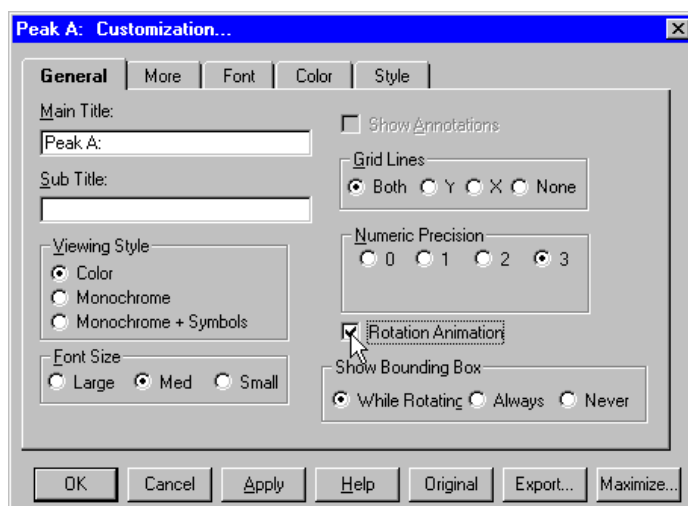 Peak A: Customization...
General More Font Color Style
Main Title:
Peak A:
Sub Title:
Viewing Style
Color
Monochrome
Monochrome + Symbols
Font Size
Large Med Small
Show Annotations
Grid Lines
Both Y X None
Numeric Precision
0 1 2 3
Rotation Animation
Show Bounding Box
While Rotating Always Never
OK Cancel Apply Help Original Export... Maximize...